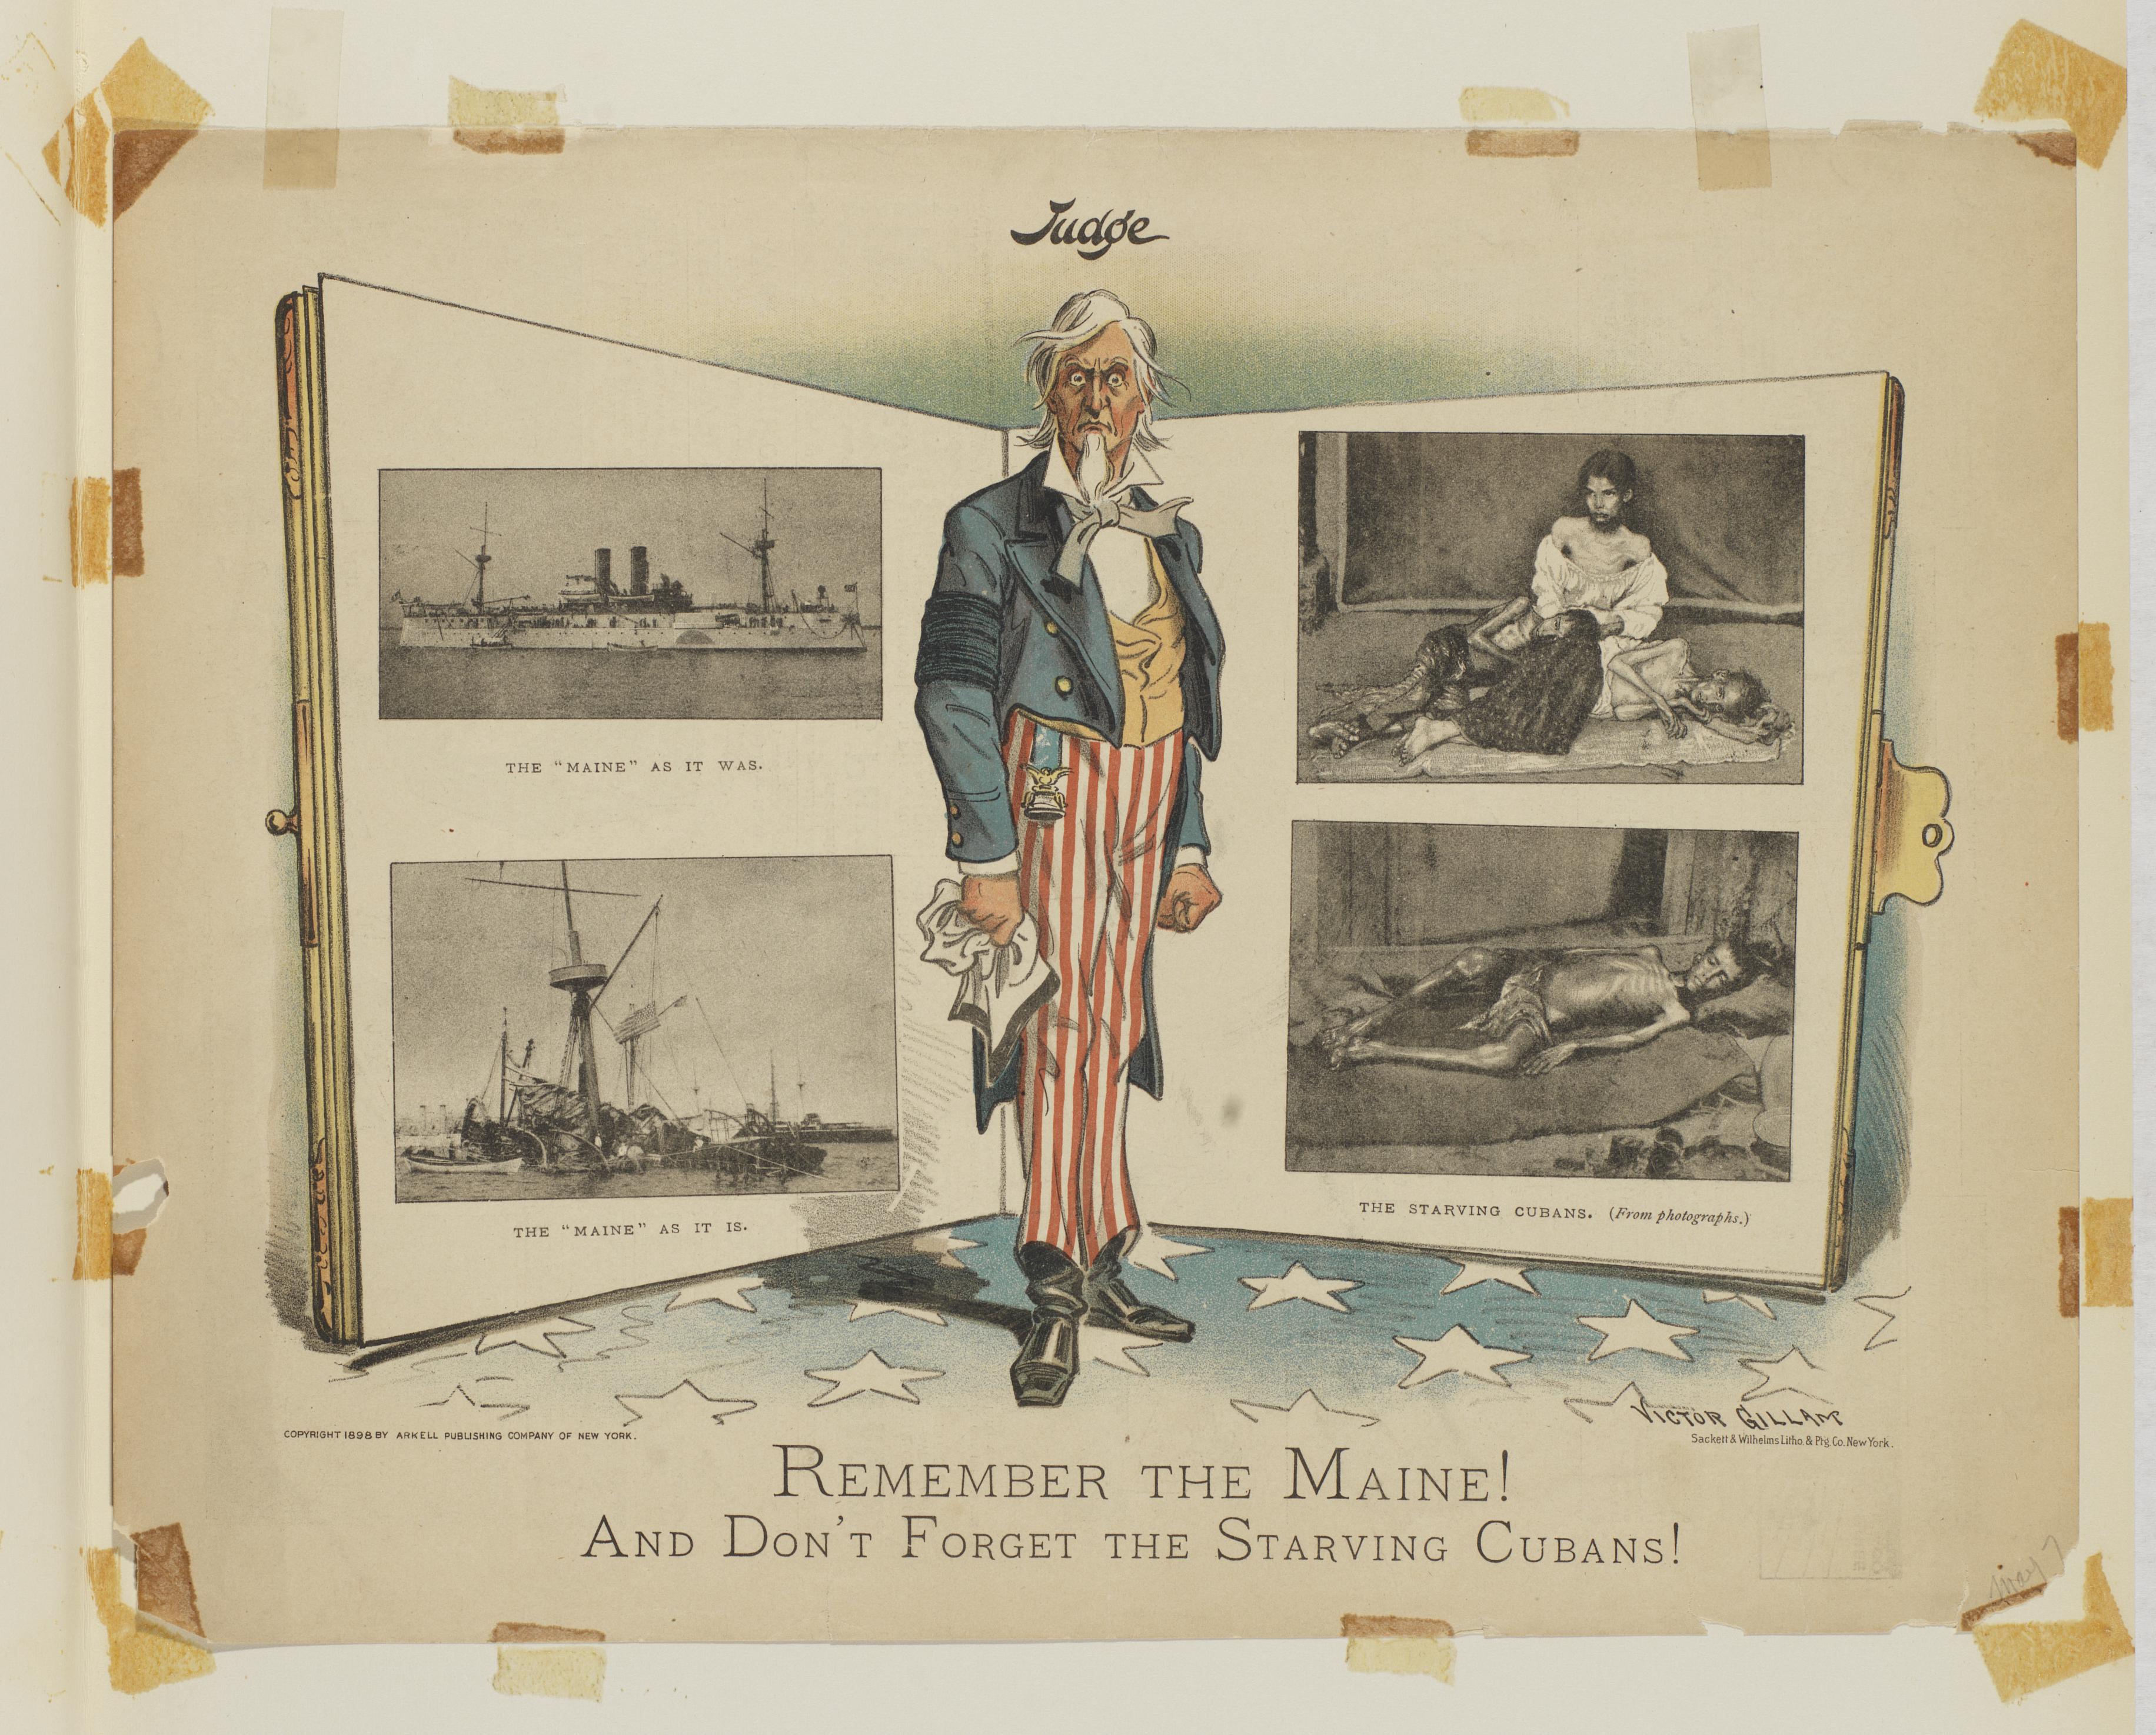 Judge
THE "MAINE" AS IT WAS.
THE "MAINE" AS IT IS.
THE STARVING CUBANS. (From photographs.)
VICTOR GILLAM
COPYRIGHT 1898 BY ARKELL PUBLISHING COMPANY OF NEW YORK.
Sackett & Wilhelms Litho. & Ptg. Co. New York.
REMEMBER THE MAINE!
AND DON'T FORGET THE STARVING CUBANS!
May 7